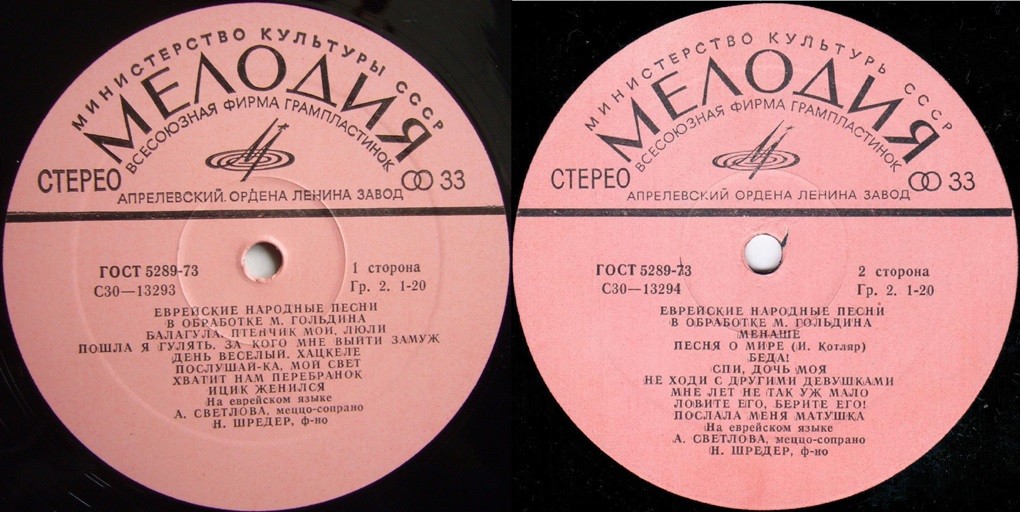 МИНИСТЕРСТВО КУЛЬТУРЫ СССР
МЕЛОДИЯ
ВСЕСОЮЗНАЯ ФИРМА ГРАМПЛАСТИНОК
СТЕРЕО
33
АПРЕЛЕВСКИЙ ОРДЕНА ЛЕНИНА ЗАВОД
ГОСТ 5289-73
1 сторона
С30—13293
Гр. 2. 1-20
ЕВРЕЙСКИЕ НАРОДНЫЕ ПЕСНИ
В ОБРАБОТКЕ М. ГОЛЬДИНА
БАЛАГУЛА. ПТЕНЧИК МОЙ, ЛЮЛИ
ПОШЛА Я ГУЛЯТЬ. ЗА КОГО МНЕ ВЫЙТИ ЗАМУЖ
ДЕНЬ ВЕСЕЛЫЙ. ХАЦКЕЛЕ
ПОСЛУШАЙ-КА, МОЙ СВЕТ
ХВАТИТ НАМ ПЕРЕБРАНОК
ИЦИК ЖЕНИЛСЯ
На еврейском языке
А. СВЕТЛОВА, меццо-сопрано
Н. ШРЕДЕР, ф-но
МИНИСТЕРСТВО КУЛЬТУРЬ СССР
МЕЛОДИЯ
ВСЕСОЮЗНАЯ ФИРМА ГРАМПЛАСТИНОК
СТЕРЕО
33
АПРЕЛЕВСКИЙ ОРДЕНА ЛЕНИНА ЗАВОД
ГОСТ 5289-73
2 сторона
С30—13294
Гр. 2. 1-20
ЕВРЕЙСКИЕ НАРОДНЫЕ ПЕСНИ
В ОБРАБОТКЕ М. ГОЛЬДИНА
МЕНАШЕ
ПЕСНЯ О МИРЕ (И. Котляр)
БЕДА!
СПИ, ДОЧЬ МОЯ
НЕ ХОДИ С ДРУГИМИ ДЕВУШКАМИ
МНЕ ЛЕТ НЕ ТАК УЖ МАЛО
ЛОВИТЕ ЕГО, БЕРИТЕ ЕГО!
ПОСЛАЛА МЕНЯ МАТУШКА
На еврейском языке
А. СВЕТЛОВА, меццо-сопрано
Н. ШРЕДЕР, ф-но